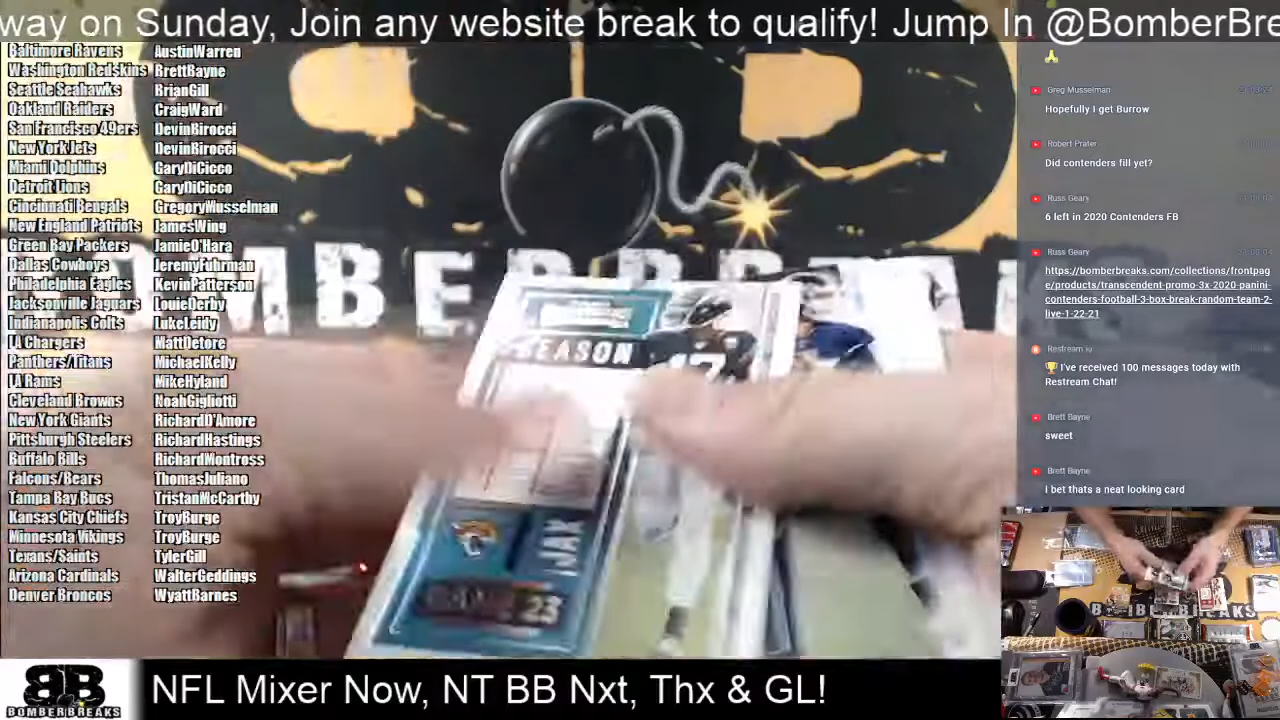 way on Sunday, Join any website break to qualify! Jump In @BomberBre
Baltimore Ravens AustinWarren
Washington Redskins BrettBayne
Seattle Seahawks BrianGill
Oakland Raiders CraigWard
San Francisco 49ers DevinBirocci
New York Jets DevinBirocci
Miami Dolphins GaryDiCicco
Detroit Lions GaryDiCicco
Cincinnati Bengals GregoryMusselman
New England Patriots JamesWing
Green Bay Packers JamieO'Hara
Dallas Cowboys JeremyFuhrman
Philadelphia Eagles KevinPatterson
Jacksonville Jaguars LouieDerby
Indianapolis Colts LukeLeidy
LA Chargers MattDetore
Panthers/Titans MichaelKelly
LA Rams MikeHyland
Cleveland Browns NoahGigliotti
New York Giants RichardD'Amore
Pittsburgh Steelers RichardHastings
Buffalo Bills RichardMontross
Falcons/Bears ThomasJuliano
Tampa Bay Bucs TristanMcCarthy
Kansas City Chiefs TroyBurge
Minnesota Vikings TroyBurge
Texans/Saints TylerGill
Arizona Cardinals WalterGeddings
Denver Broncos WyattBarnes
OMBERBREA
SEASON
17
JAX
23
Greg Musselman
Hopefully I get Burrow
Robert Prater
Did contenders fill yet?
Russ Geary
6 left in 2020 Contenders FB
Russ Geary
https://bomberbreaks.com/collections/frontpag
e/products/transcendent-promo-3x-2020-panini-
contenders-football-3-box-break-random-team-2-
live-1-22-21
Restream.io
I've received 100 messages today with
Restream Chat!
Brett Bayne
sweet
Brett Bayne
I bet thats a neat looking card
BOMBERBREAKS
BB
BOMBERBREAKS
NFL Mixer Now, NT BB Nxt, Thx & GL!